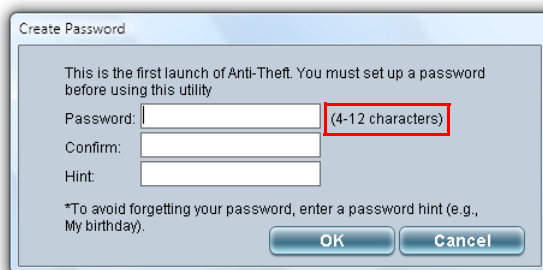 Create Password
This is the first launch of Anti-Theft. You must set up a password
before using this utility
Password: (4-12 characters)
Confirm:
Hint:
*To avoid forgetting your password, enter a password hint (e.g.,
My birthday).
OK Cancel